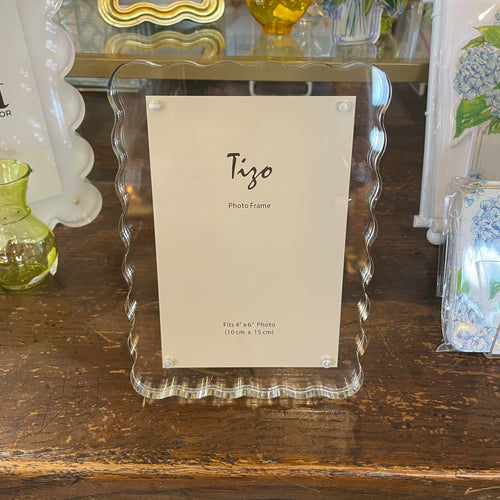 Tizo
Photo Frame
Fits 4" x 6" Photo
(10 cm x 15 cm)